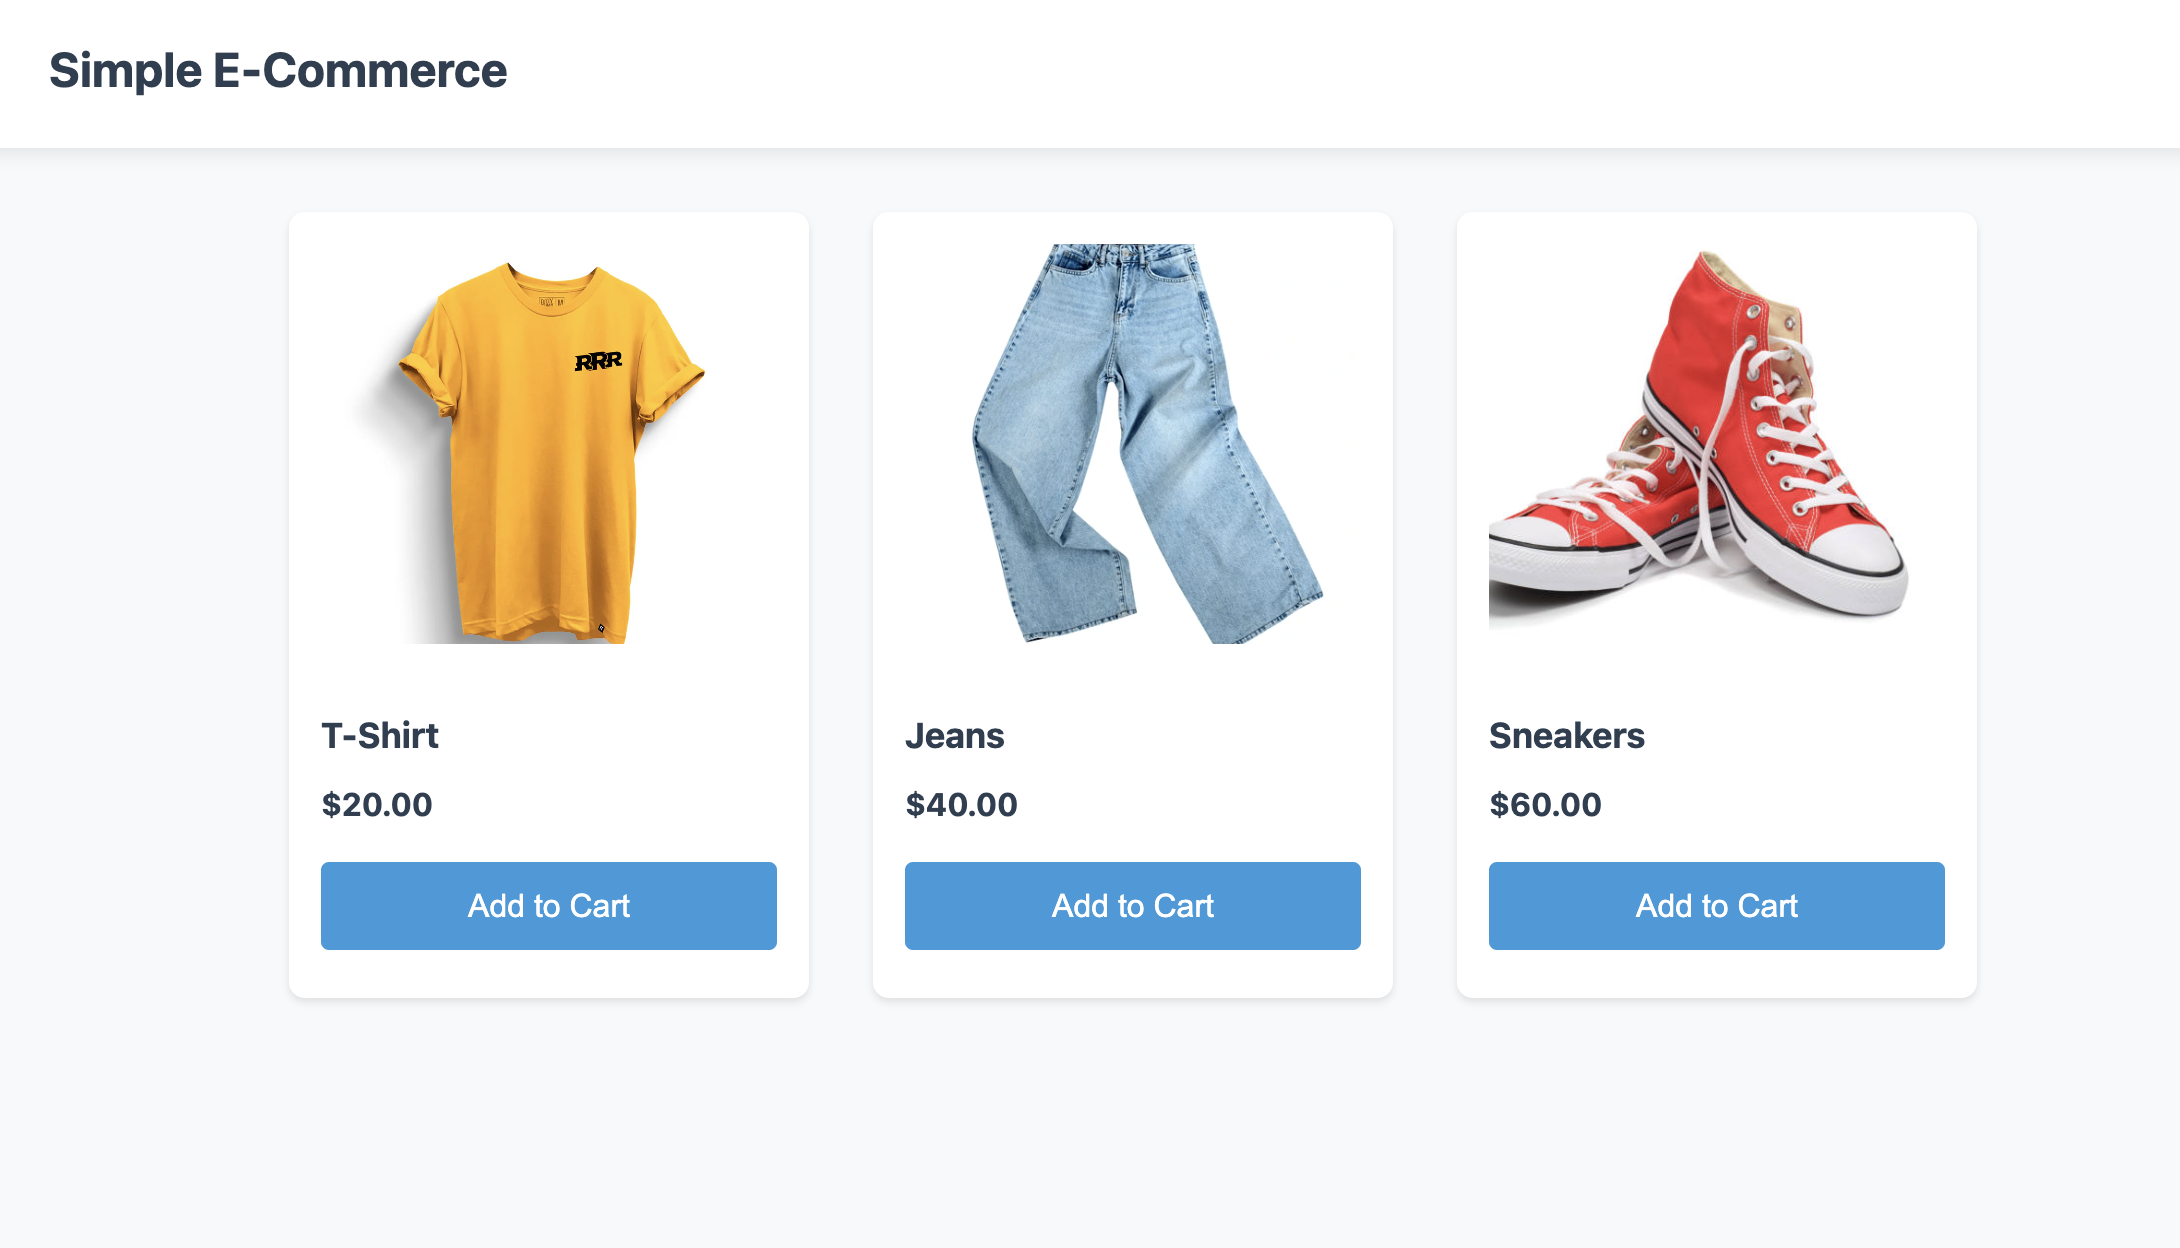 Simple E-Commerce
RRR
T-Shirt
$20.00
Add to Cart
Jeans
$40.00
Add to Cart
Sneakers
$60.00
Add to Cart